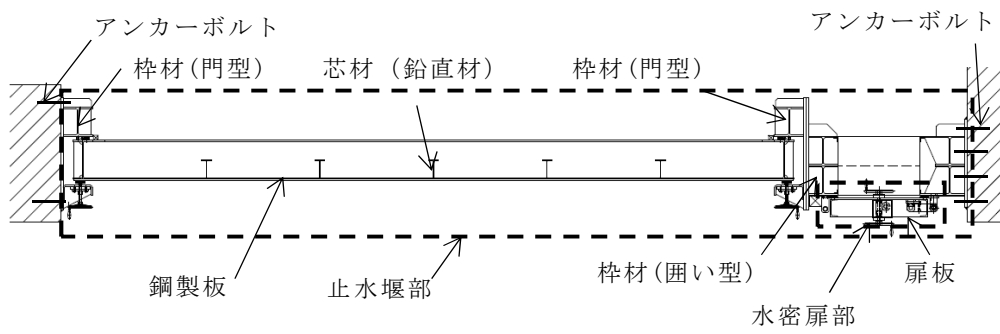 アンカーボルト
アンカーボルト
枠材(門型)
芯材（鉛直材）
枠材(門型)
鋼製板
止水堰部
枠材(囲い型)
扉板
水密扉部